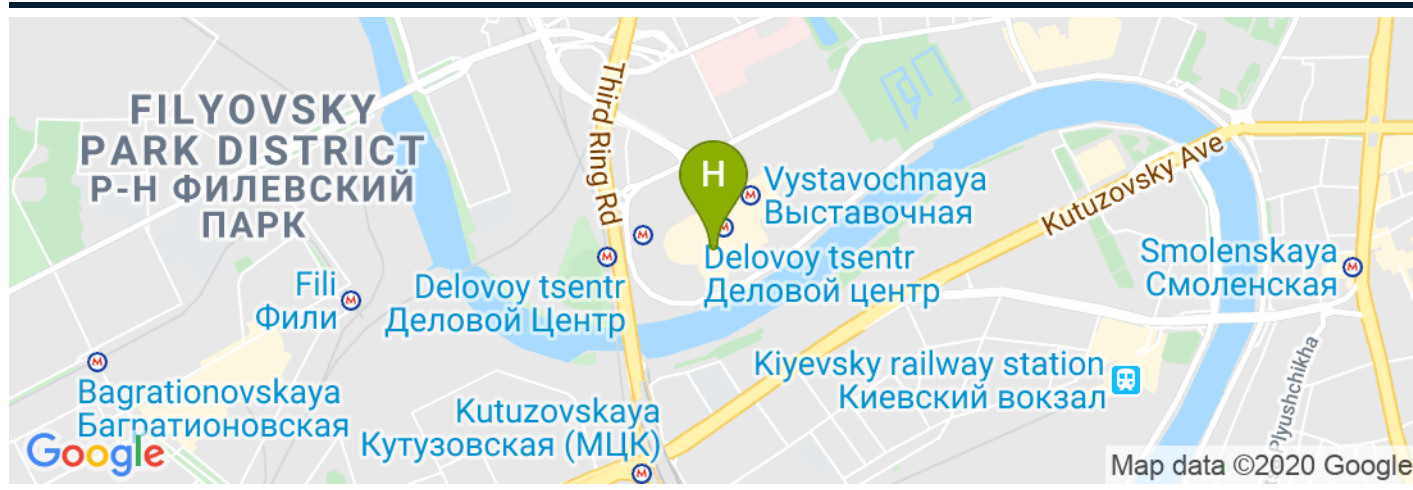 FILYOVSKY
PARK DISTRICT
Р-Н ФИЛЕВСКИЙ
ПАРК
Third Ring Rd
H
Vystavochnaya
Выставочная
Kutuzovsky Ave
Delovoy tsentr
Деловой центр
Smolenskaya
Смоленская
Fili
Фили
Delovoy tsentr
Деловой Центр
Kiyevsky railway station
Киевский вокзал
Bagrationovskaya
Багратионовская
Kutuzovskaya
Кутузовская (МЦК)
Plyushchikha
Google
Map data ©2020 Google